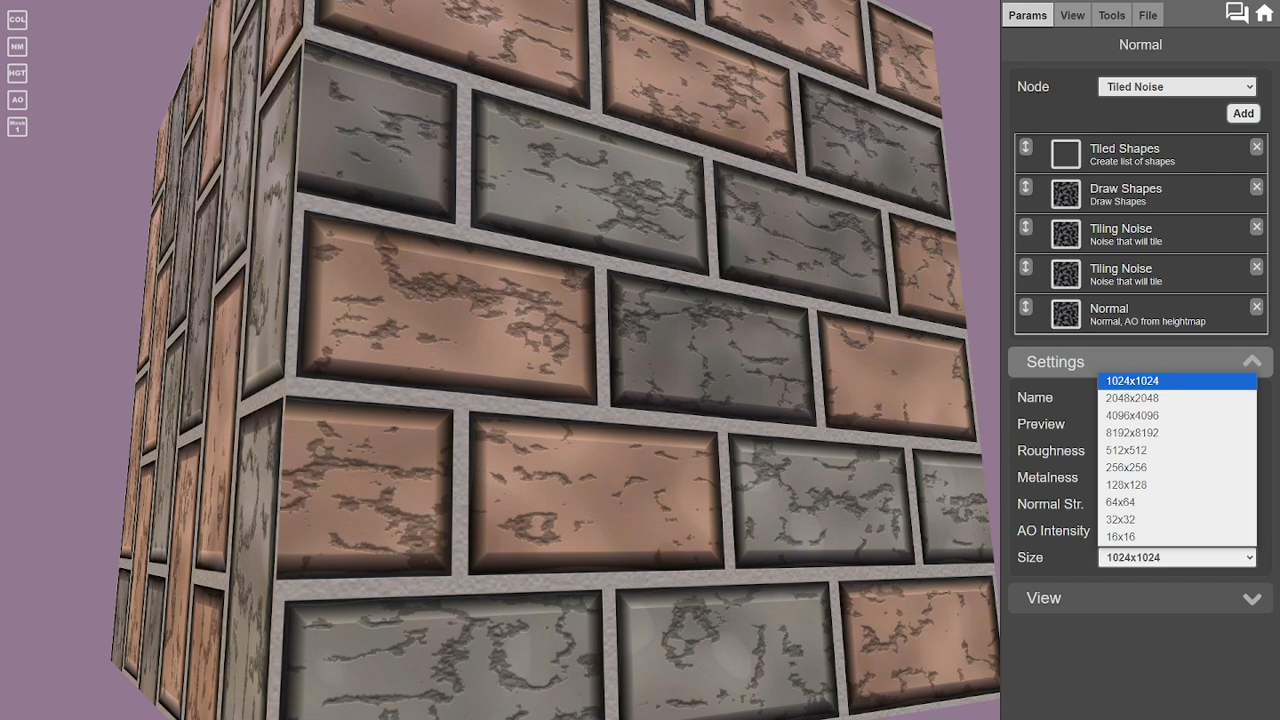 COL
NM
HGT
AO
Mask
1
Params View Tools File
Normal
Node Tiled Noise
Add
Tiled Shapes
Create list of shapes
Draw Shapes
Draw Shapes
Tiling Noise
Noise that will tile
Tiling Noise
Noise that will tile
Normal
Normal, AO from heightmap
Settings
Name
Preview
Roughness
Metalness
Normal Str.
AO Intensity
1024x1024
2048x2048
4096x4096
8192x8192
512x512
256x256
128x128
64x64
32x32
16x16
Size 1024x1024
View